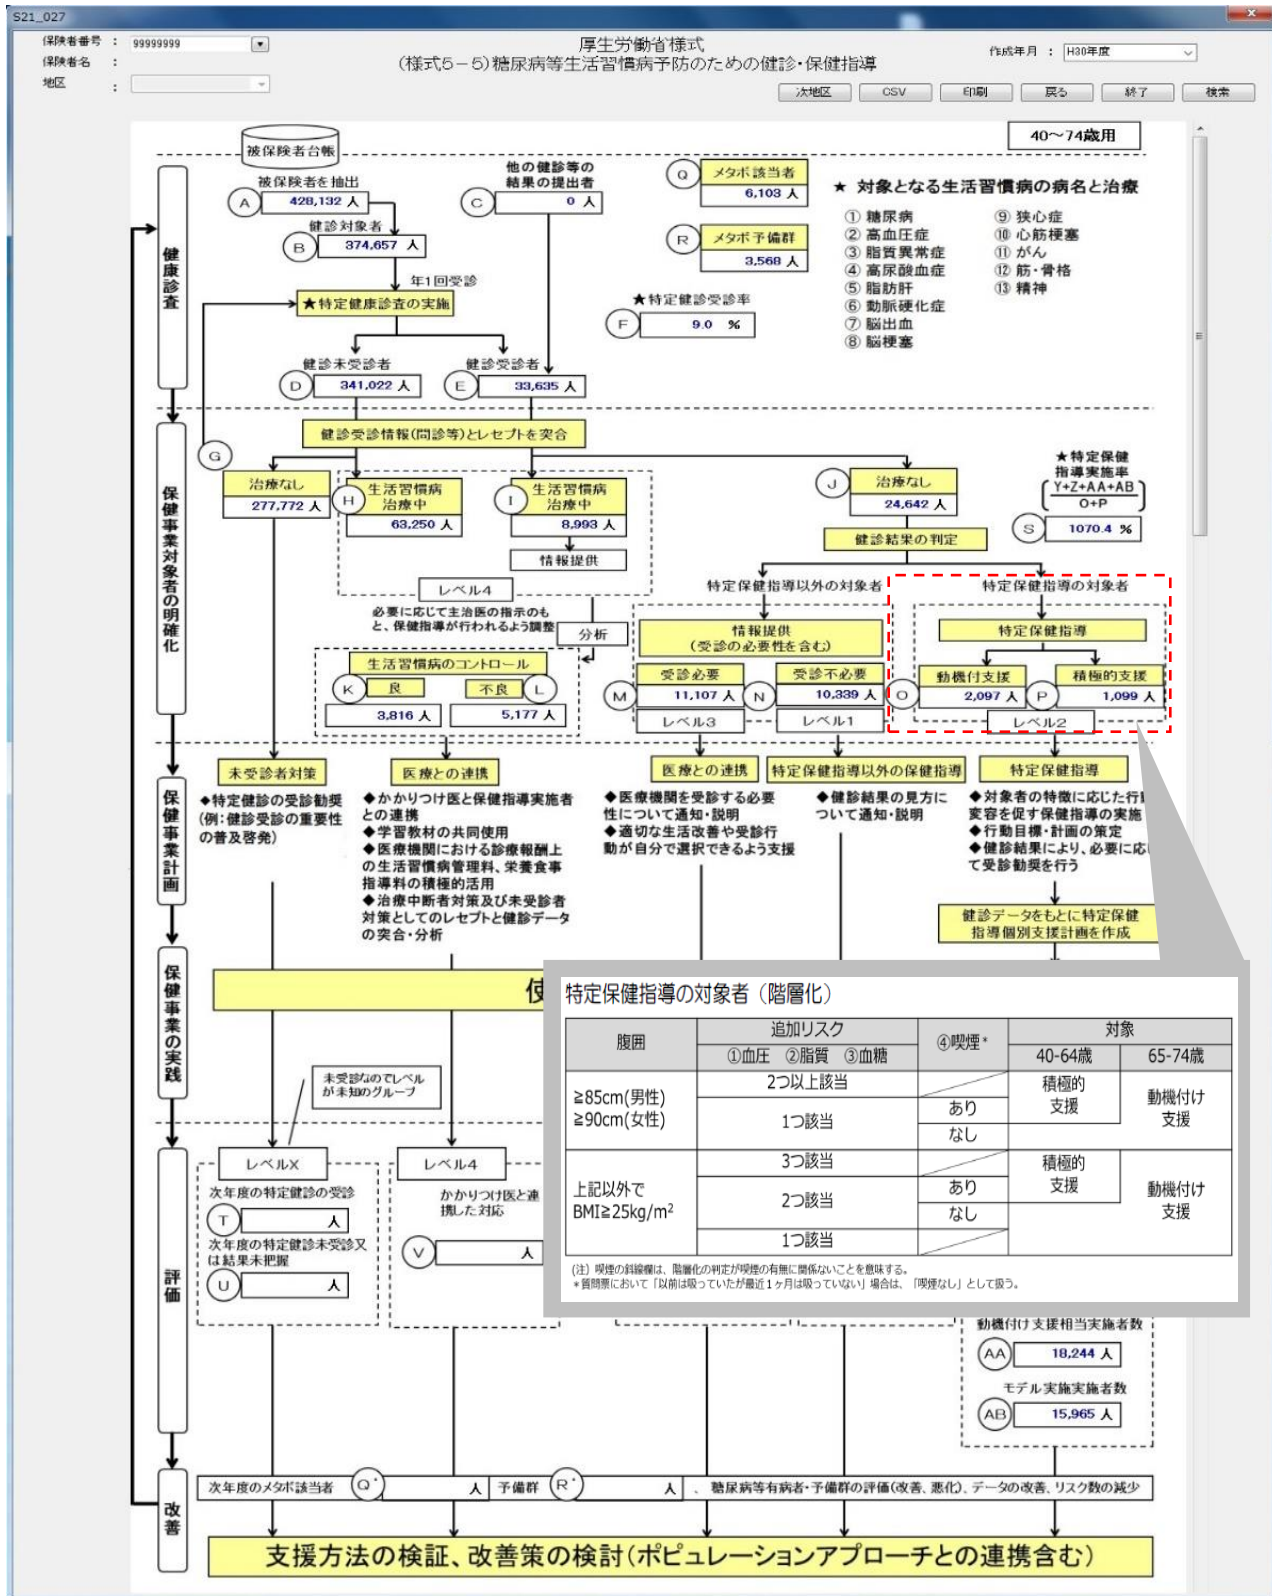 S21_027
保険者番号 : 99999999
保険者名 :
地区 :
厚生労働省様式
(様式5-5)糖尿病等生活習慣病予防のための健診・保健指導
作成年月 : H30年度
次地区 CSV 印刷 戻る 終了 検索
40～74歳用
被保険者台帳
被保険者を抽出
A 428,132 人
他の健診等の
結果の提出者
C 0 人
健診対象者
B 374,657 人
年1回受診
★特定健康診査の実施
健診未受診者
D 341,022 人
健診受診者
E 33,635 人
Q メタボ該当者
6,103 人
R メタボ予備群
3,568 人
★特定健診受診率
F 9.0 %
★ 対象となる生活習慣病の病名と治療
① 糖尿病
② 高血圧症
③ 脂質異常症
④ 高尿酸血症
⑤ 脂肪肝
⑥ 動脈硬化症
⑦ 脳出血
⑧ 脳梗塞
⑨ 狭心症
⑩ 心筋梗塞
⑪ がん
⑫ 筋・骨格
⑬ 精神
健康診査
保健事業対象者の明確化
健診受診情報(問診等)とレセプトを突合
G
治療なし
277,772 人
H 生活習慣病
治療中
63,250 人
I 生活習慣病
治療中
8,993 人
情報提供
レベル4
必要に応じて主治医の指示のも
と、保健指導が行われるよう調整
分析
生活習慣病のコントロール
K 良
3,816 人
不良 L
5,177 人
J 治療なし
24,642 人
健診結果の判定
★特定保健
指導実施率
Y+Z+AA+AB
O+P
S 1070.4 %
特定保健指導以外の対象者
情報提供
(受診の必要性を含む)
受診必要
M 11,107 人
レベル3
受診不必要
N 10,339 人
レベル1
特定保健指導の対象者
特定保健指導
動機付支援
O 2,097 人
積極的支援
P 1,099 人
レベル2
保健事業計画
未受診者対策
◆特定健診の受診勧奨
(例：健診受診の重要性
の普及啓発)
医療との連携
◆かかりつけ医と保健指導実施者
との連携
◆学習教材の共同使用
◆医療機関における診療報酬上
の生活習慣病管理料、栄養食事
指導料の積極的活用
◆治療中断者対策及び未受診者
対策としてのレセプトと健診データ
の突合・分析
医療との連携
◆医療機関を受診する必要
性について通知・説明
◆適切な生活改善や受診行
動が自分で選択できるよう支援
特定保健指導以外の保健指導
◆健診結果の見方に
ついて通知・説明
特定保健指導
◆対象者の特徴に応じた行動
変容を促す保健指導の実施
◆行動目標・計画の策定
◆健診結果により、必要に応じ
て受診勧奨を行う
健診データをもとに特定保健
指導個別支援計画を作成
保健事業の実践
使
未受診なのでレベル
が未知のグループ
特定保健指導の対象者（階層化）
腹囲 追加リスク ④喫煙* 対象
①血圧 ②脂質 ③血糖 40-64歳 65-74歳
≧85cm(男性)
≧90cm(女性)
2つ以上該当
1つ該当 あり
なし
積極的
支援
動機付け
支援
上記以外で
BMI≧25kg/m²
3つ該当
2つ該当 あり
なし
1つ該当
積極的
支援
動機付け
支援
(注) 喫煙の斜線欄は、階層化の判定が喫煙の有無に関係ないことを意味する。
*質問票において「以前は吸っていたが最近1ヶ月は吸っていない」場合は、「喫煙なし」として扱う。
評価
レベルX
次年度の特定健診の受診
T 人
次年度の特定健診未受診又
は結果未把握
U 人
レベル4
かかりつけ医と連
携した対応
V 人
動機付け支援相当実施者数
AA 18,244 人
モデル実施実施者数
AB 15,965 人
改善
次年度のメタボ該当者 Q' 人 予備群 R' 人 、糖尿病等有病者・予備群の評価(改善、悪化)、データの改善、リスク数の減少
支援方法の検証、改善策の検討(ポピュレーションアプローチとの連携含む)